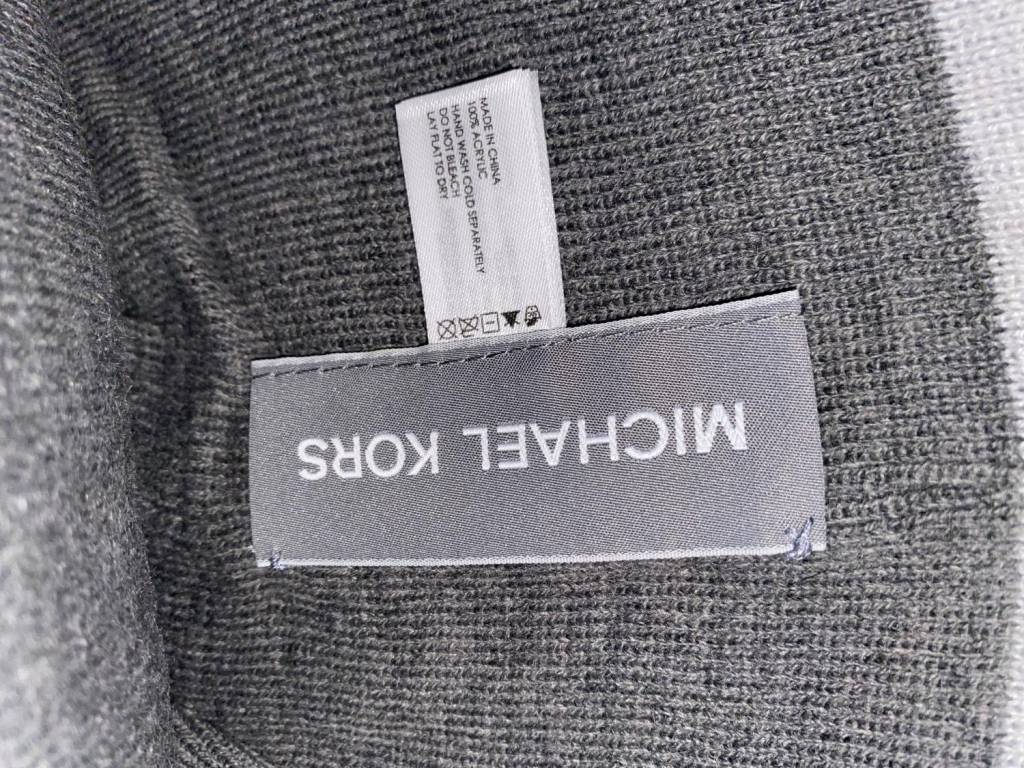 MADE IN CHINA
100% ACRYLIC
HAND WASH COLD SEPARATELY
DO NOT BLEACH
LAY FLAT TO DRY
MICHAEL KORS